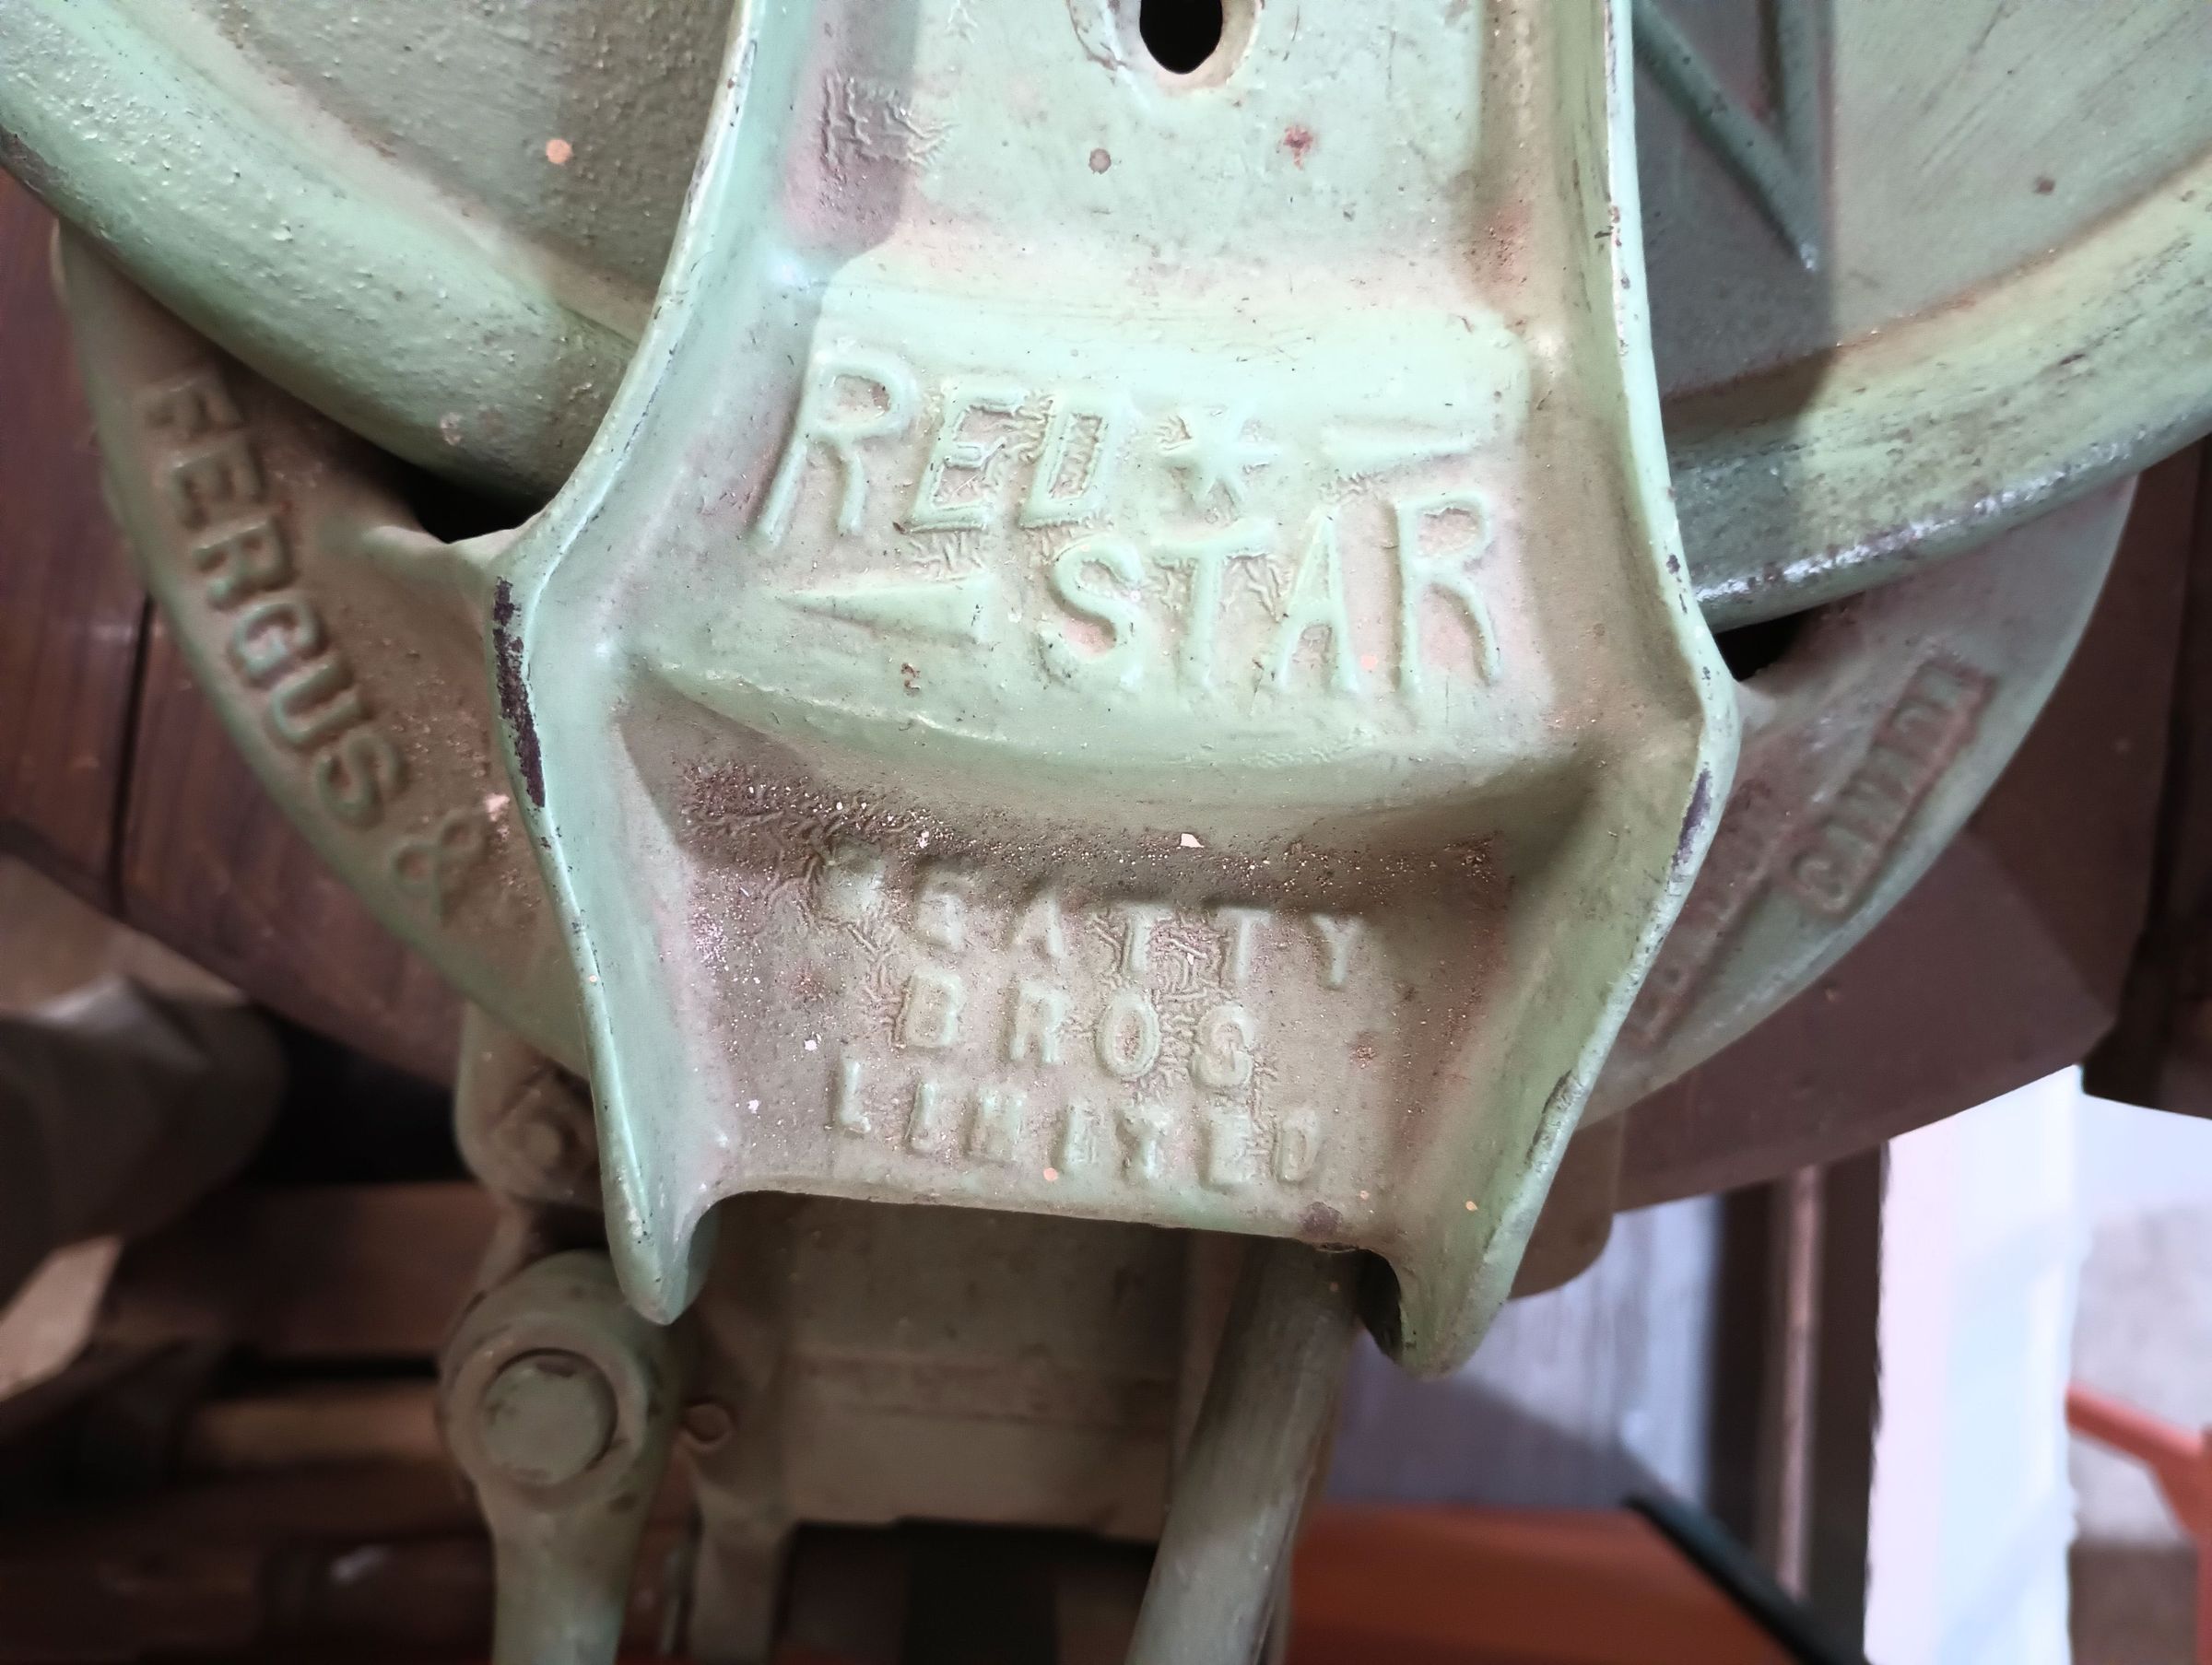 RED * STAR
BEATTY
BROS
LIMITED
FERGUS &